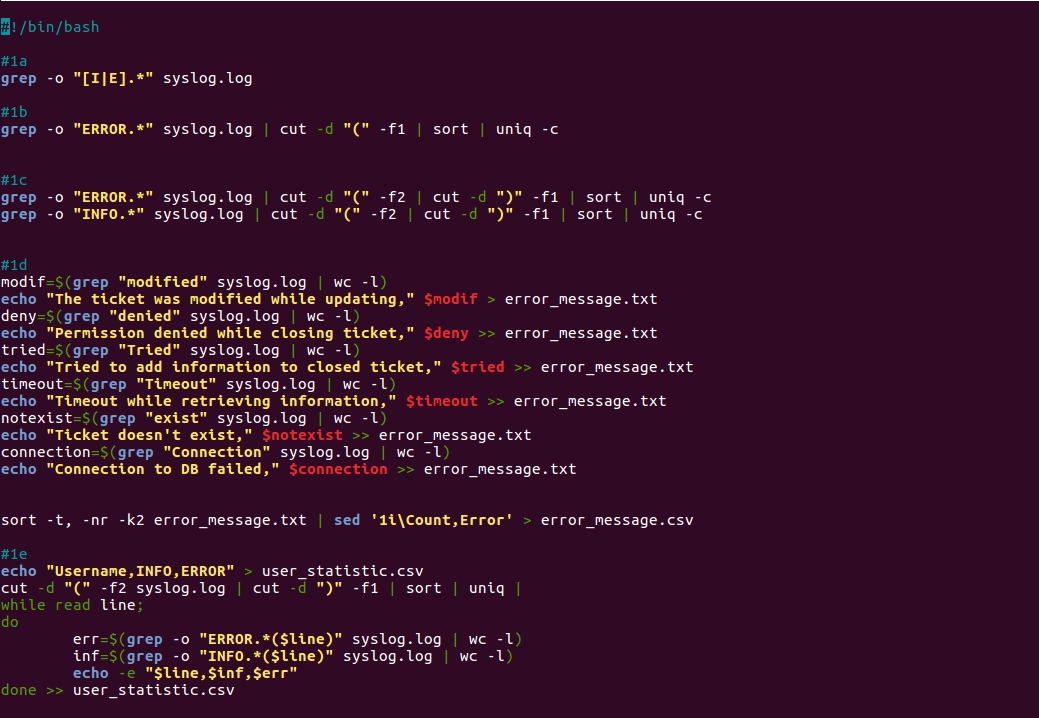 #!/bin/bash
#1a
grep -o "[I|E].*" syslog.log
#1b
grep -o "ERROR.*" syslog.log | cut -d "(" -f1 | sort | uniq -c
#1c
grep -o "ERROR.*" syslog.log | cut -d "(" -f2 | cut -d ")" -f1 | sort | uniq -c
grep -o "INFO.*" syslog.log | cut -d "(" -f2 | cut -d ")" -f1 | sort | uniq -c
#1d
modif=$(grep "modified" syslog.log | wc -l)
echo "The ticket was modified while updating," $modif > error_message.txt
deny=$(grep "denied" syslog.log | wc -l)
echo "Permission denied while closing ticket," $deny >> error_message.txt
tried=$(grep "Tried" syslog.log | wc -l)
echo "Tried to add information to closed ticket," $tried >> error_message.txt
timeout=$(grep "Timeout" syslog.log | wc -l)
echo "Timeout while retrieving information," $timeout >> error_message.txt
notexist=$(grep "exist" syslog.log | wc -l)
echo "Ticket doesn't exist," $notexist >> error_message.txt
connection=$(grep "Connection" syslog.log | wc -l)
echo "Connection to DB failed," $connection >> error_message.txt
sort -t, -nr -k2 error_message.txt | sed '1i\Count,Error' > error_message.csv
#1e
echo "Username,INFO,ERROR" > user_statistic.csv
cut -d "(" -f2 syslog.log | cut -d ")" -f1 | sort | uniq |
while read line;
do
        err=$(grep -o "ERROR.*($line)" syslog.log | wc -l)
        inf=$(grep -o "INFO.*($line)" syslog.log | wc -l)
        echo -e "$line,$inf,$err"
done >> user_statistic.csv